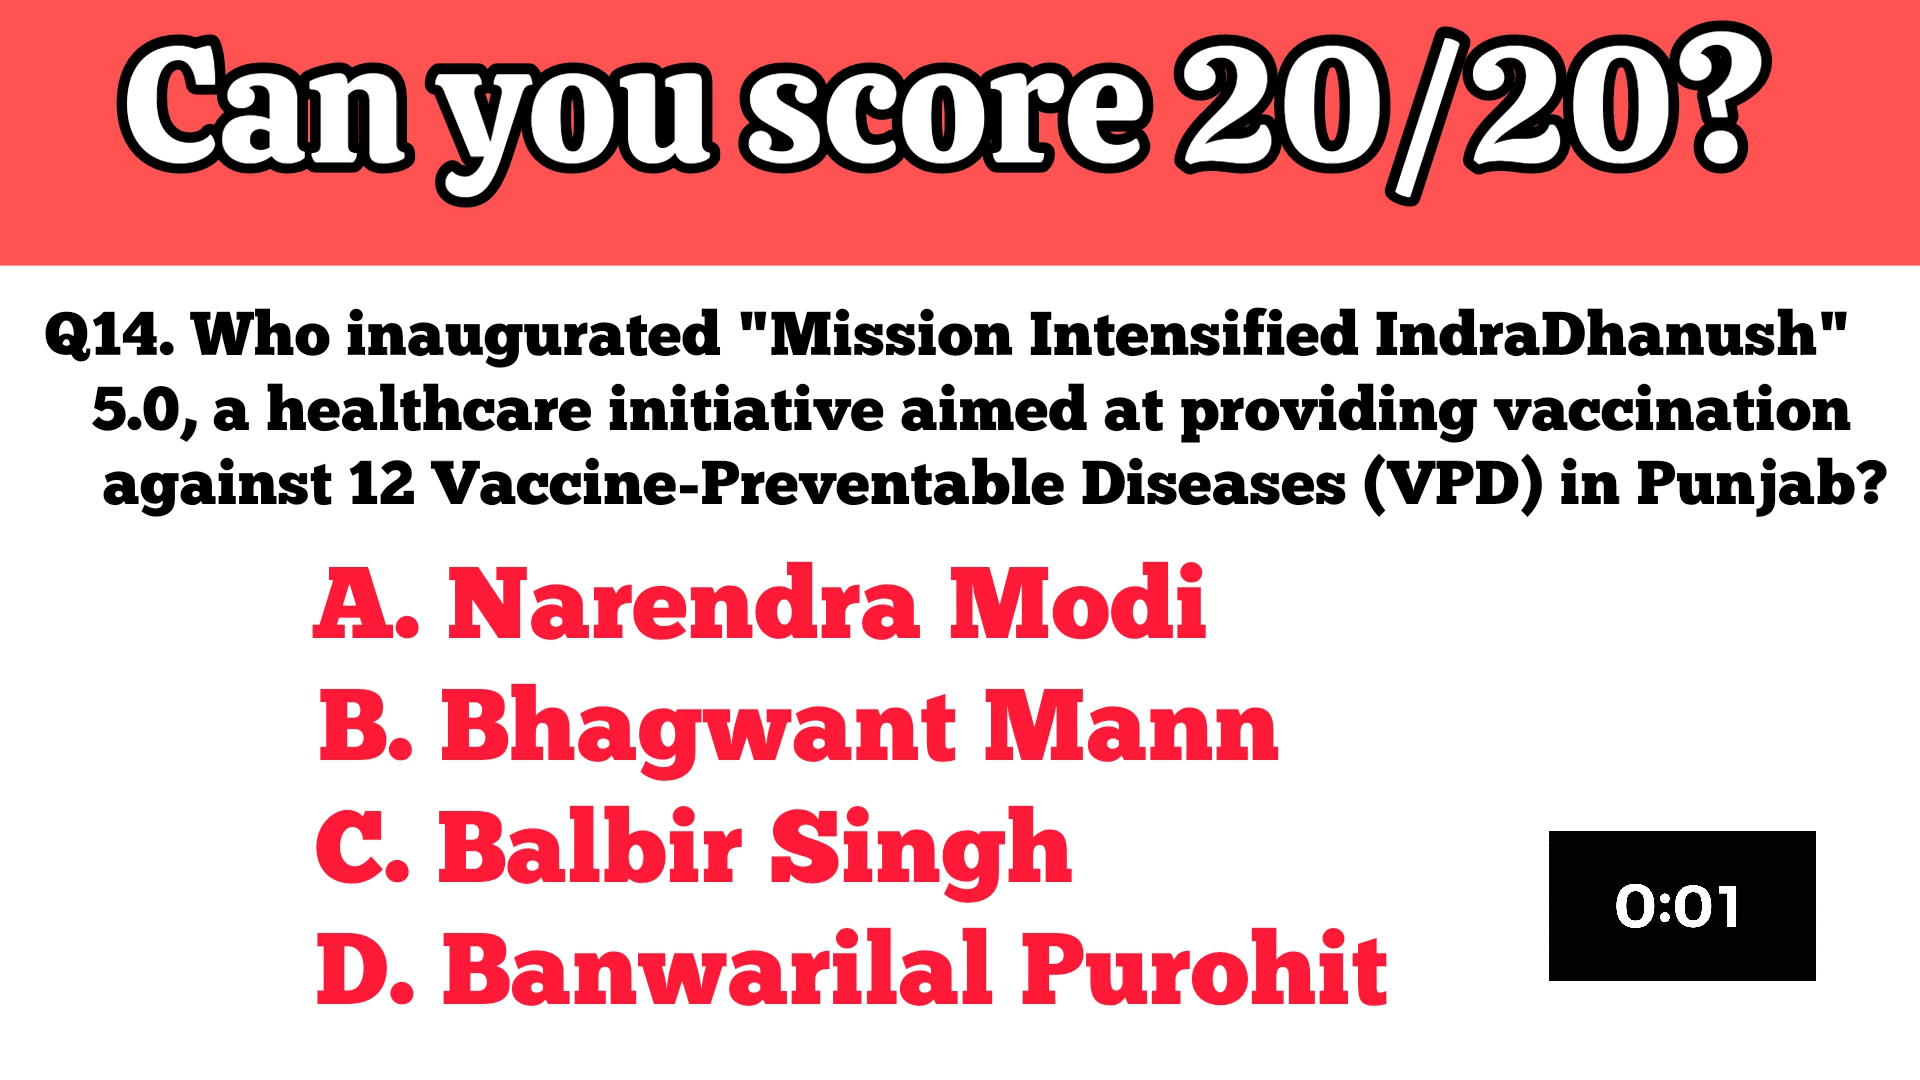 Can you score 20/20?
Q14. Who inaugurated "Mission Intensified IndraDhanush"
5.0, a healthcare initiative aimed at providing vaccination
against 12 Vaccine-Preventable Diseases (VPD) in Punjab?
A. Narendra Modi
B. Bhagwant Mann
C. Balbir Singh
D. Banwarilal Purohit
0:01